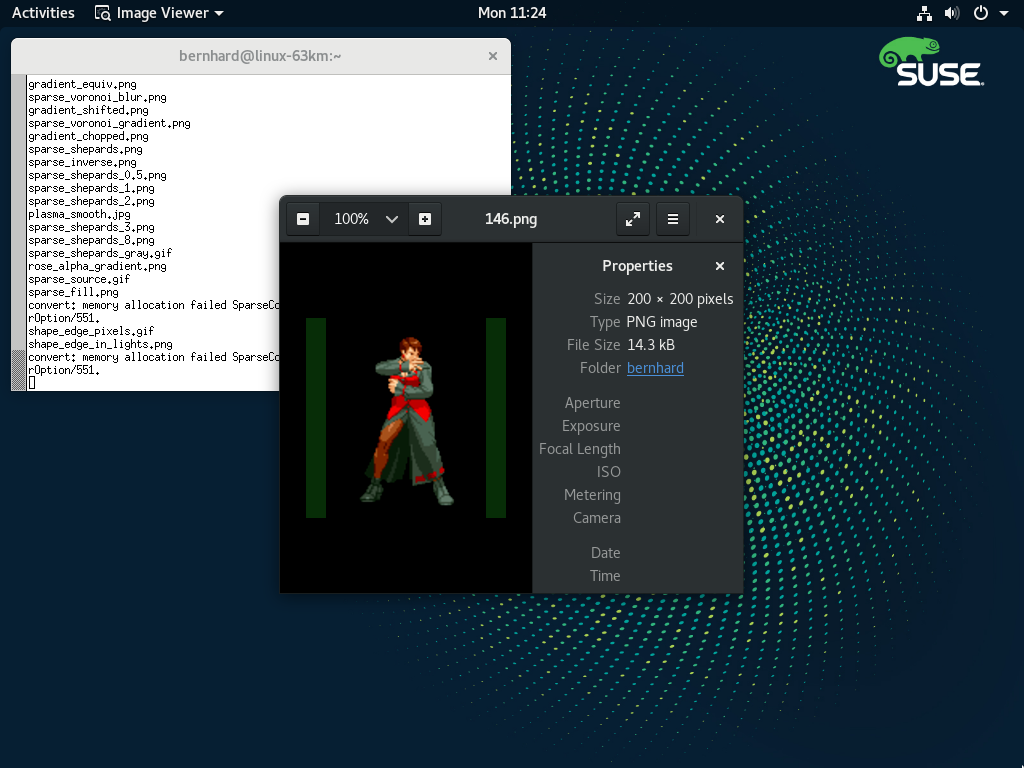 Activities Image Viewer Mon 11:24
SUSE
bernhard@linux-63km:~
gradient_equiv.png
sparse_voronoi_blur.png
gradient_shifted.png
sparse_voronoi_gradient.png
gradient_chopped.png
sparse_shepards.png
sparse_inverse.png
sparse_shepards_0.5.png
sparse_shepards_1.png
sparse_shepards_2.png
plasma_smooth.jpg
sparse_shepards_3.png
sparse_shepards_8.png
sparse_shepards_gray.gif
rose_alpha_gradient.png
sparse_source.gif
sparse_fill.png
convert: memory allocation failed SparseCo
rOption/551.
shape_edge_pixels.gif
shape_edge_in_lights.png
convert: memory allocation failed SparseCo
rOption/551.
100% 146.png
Properties
Size 200 × 200 pixels
Type PNG image
File Size 14.3 kB
Folder bernhard
Aperture
Exposure
Focal Length
ISO
Metering
Camera
Date
Time